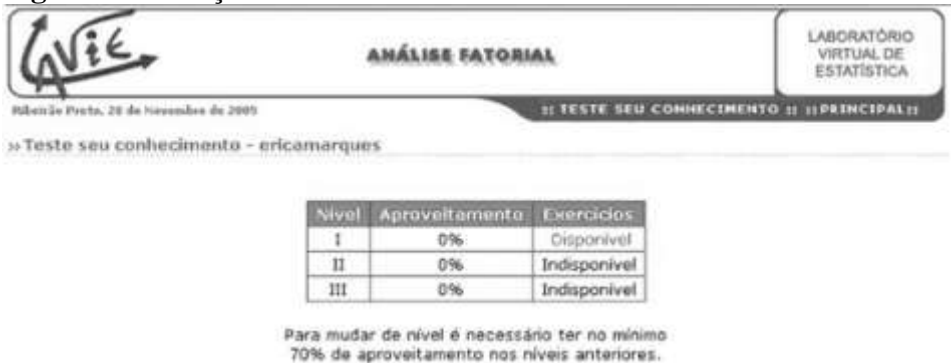 LAViE
ANÁLISE FATORIAL
LABORATÓRIO
VIRTUAL DE
ESTATÍSTICA
Ribeirão Preto, 28 de Novembro de 2005
:: TESTE SEU CONHECIMENTO :: :: PRINCIPAL ::
» Teste seu conhecimento - ericamarques
Nível Aproveitamento Exercícios
I 0% Disponível
II 0% Indisponível
III 0% Indisponível
Para mudar de nível é necessário ter no mínimo
70% de aproveitamento nos níveis anteriores.